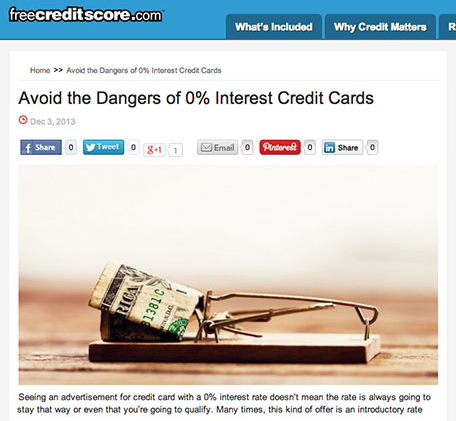 freecreditscore.com
What's Included
Why Credit Matters
R
Home >> Avoid the Dangers of 0% Interest Credit Cards
Avoid the Dangers of 0% Interest Credit Cards
Dec 3, 2013
f Share 0 Tweet 0 g+1 1 Email 0 Pinterest 0 in Share 0
RICA
31381C
Seeing an advertisement for credit card with a 0% interest rate doesn't mean the rate is always going to
stay that way or even that you're going to qualify. Many times, this kind of offer is an introductory rate